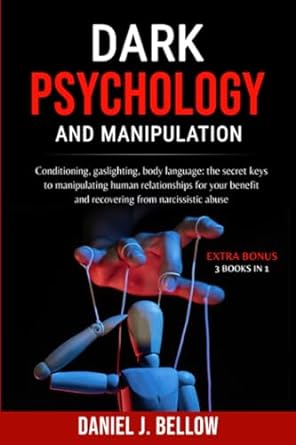 DARK
PSYCHOLOGY
AND MANIPULATION
Conditioning, gaslighting, body language: the secret keys
to manipulating human relationships for your benefit
and recovering from narcissistic abuse
EXTRA BONUS
3 BOOKS IN 1
DANIEL J. BELLOW